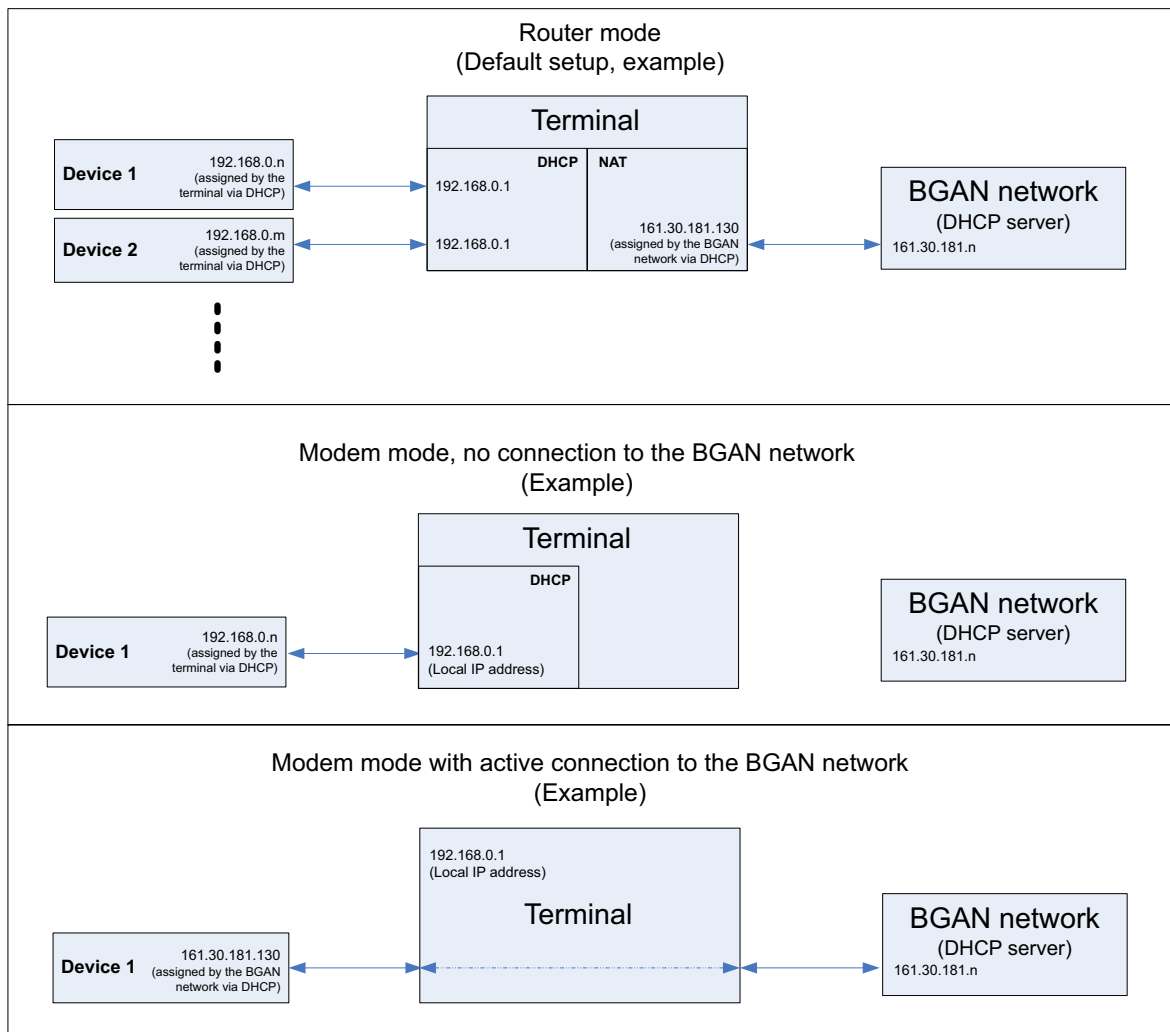 Router mode
(Default setup, example)
Terminal
Device 1
192.168.0.n
(assigned by the
terminal via DHCP)
DHCP
192.168.0.1
NAT
BGAN network
(DHCP server)
161.30.181.n
Device 2
192.168.0.m
(assigned by the
terminal via DHCP)
192.168.0.1
161.30.181.130
(assigned by the BGAN
network via DHCP)
Modem mode, no connection to the BGAN network
(Example)
Terminal
DHCP
Device 1
192.168.0.n
(assigned by the
terminal via DHCP)
192.168.0.1
(Local IP address)
BGAN network
(DHCP server)
161.30.181.n
Modem mode with active connection to the BGAN network
(Example)
192.168.0.1
(Local IP address)
Terminal
Device 1
161.30.181.130
(assigned by the BGAN
network via DHCP)
BGAN network
(DHCP server)
161.30.181.n